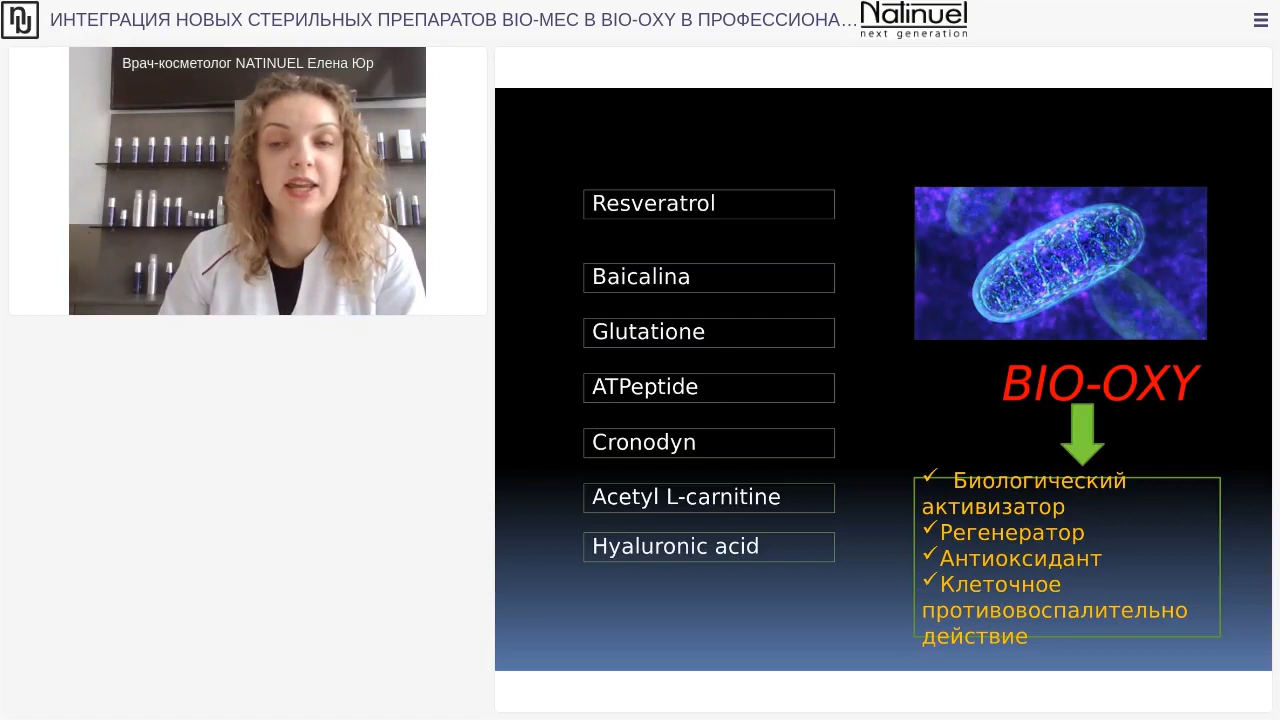 ИНТЕГРАЦИЯ НОВЫХ СТЕРИЛЬНЫХ ПРЕПАРАТОВ BIO-MEC В BIO-OXY В ПРОФЕССИОНА…
Natinuel
next generation
Врач-косметолог NATINUEL Елена Юр
Resveratrol
Baicalina
Glutatione
ATPeptide
Cronodyn
Acetyl L-carnitine
Hyaluronic acid
BIO-OXY
✓ Биологический
активизатор
✓Регенератор
✓Антиоксидант
✓Клеточное
противовоспалительно
действие